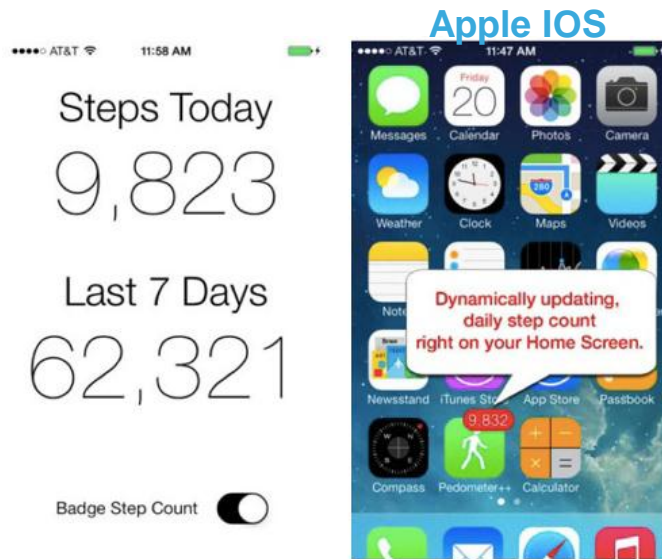 Apple IOS
AT&T 11:58 AM
Steps Today
9,823
Last 7 Days
62,321
Badge Step Count
AT&T 11:47 AM
Friday
20
Messages Calendar Photos Camera
280
Weather Clock Maps Videos
Dynamically updating,
daily step count
right on your Home Screen.
Newsstand iTunes App Store Passbook
9,832
Compass Pedometer++ Calculator